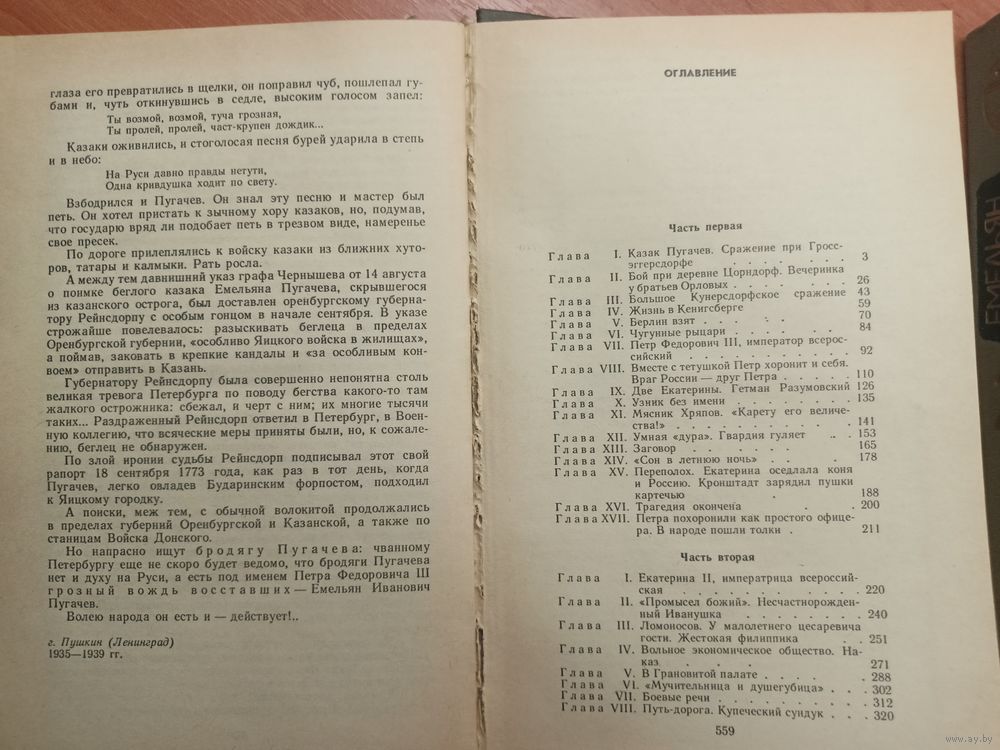 глаза его превратились в щелки, он поправил чуб, пошлепал гу-
бами и, чуть откинувшись в седле, высоким голосом запел:
Ты возмой, возмой, туча грозная,
Ты пролей, пролей, част-крупен дождик...
Казаки оживились, и стоголосая песня бурей ударила в степь
и в небо:
На Руси давно правды нетути,
Одна кривдушка ходит по свету.
Взбодрился и Пугачев. Он знал эту песню и мастер был
петь. Он хотел пристать к зычному хору казаков, но, подумав,
что государю вряд ли подобает петь в трезвом виде, намеренье
свое пресек.
По дороге прилеплялись к войску казаки из ближних хуто-
ров, татары и калмыки. Рать росла.
А между тем давнишний указ графа Чернышева от 14 августа
о поимке беглого казака Емельяна Пугачева, скрывшегося
из казанского острога, был доставлен оренбургскому губерна-
тору Рейнсдорпу с особым гонцом в начале сентября. В указе
строжайше повелевалось: разыскивать беглеца в пределах
Оренбургской губернии, «особливо Яицкого войска в жилищах»,
а поймав, заковать в крепкие кандалы и «за особливым кон-
воем» отправить в Казань.
Губернатору Рейнсдорпу была совершенно непонятна столь
великая тревога Петербурга по поводу бегства какого-то там
жалкого острожника: сбежал, и черт с ним; их многие тысячи
таких... Раздраженный Рейнсдорп ответил в Петербург, в Воен-
ную коллегию, что всяческие меры приняты были, но, к сожале-
нию, беглец не обнаружен.
По злой иронии судьбы Рейнсдорп подписывал этот свой
рапорт 18 сентября 1773 года, как раз в тот день, когда
Пугачев, легко овладев Бударинским форпостом, подходил
к Яицкому городку.
А поиски, меж тем, с обычной волокитой продолжались
в пределах губерний Оренбургской и Казанской, а также по
станицам Войска Донского.
Но напрасно ищут бродягу Пугачева: чванному
Петербургу еще не скоро будет ведомо, что бродяги Пугачева
нет и духу на Руси, а есть под именем Петра Федоровича III
грозный вождь восставших — Емельян Иванович
Пугачев.
Волею народа он есть и — действует!..
г. Пушкин (Ленинград)
1935—1939 гг.
ОГЛАВЛЕНИЕ
Часть первая
Глава I. Казак Пугачев. Сражение при Гросс-
эггерсдорфе . . . . . . . 3
Глава II. Бой при деревне Цорндорф. Вечеринка
у братьев Орловых . . . . . . 26
Глава III. Большое Кунерсдорфское сражение 43
Глава IV. Жизнь в Кенигсберге 59
Глава V. Берлин взят . . . . . 70
Глава VI. Чугунные рыцари . . . . 84
Глава VII. Петр Федорович III, император всерос-
сийский . . . . . . . . . 92
Глава VIII. Вместе с тетушкой Петр хоронит и себя.
Враг России — друг Петра . . . . . 110
Глава IX. Две Екатерины. Гетман Разумовский 126
Глава X. Узник без имени . . . . . . 135
Глава XI. Мясник Хряпов. «Карету его величе-
ства!» . . . . . . . . . . 141
Глава XII. Умная «дура». Гвардия гуляет . . . 153
Глава XIII. Заговор . . . . . . 165
Глава XIV. «Сон в летнюю ночь» . . . 178
Глава XV. Переполох. Екатерина оседлала коня
и Россию. Кронштадт зарядил пушки
картечью . 188
Глава XVI. Трагедия окончена . . 200
Глава XVII. Петра похоронили как простого офице-
ра. В народе пошли толки . 211
Часть вторая
Глава I. Екатерина II, императрица всероссий-
ская . . . . . . . 220
Глава II. «Промысел божий». Несчастнорожден-
ный Иванушка . . . . . . . 240
Глава III. Ломоносов. У малолетнего цесаревича
гости. Жестокая филиппика . . 251
Глава IV. Вольное экономическое общество. На-
каз . . . . 271
Глава V. В Грановитой палате . . . . 288
Глава VI. «Мучительница и душегубица» . . . 302
Глава VII. Боевые речи . . . . . . . . . 312
Глава VIII. Путь-дорога. Купеческий сундук . . . 320
559
ЕМЕЛЬЯН
www.ay.by